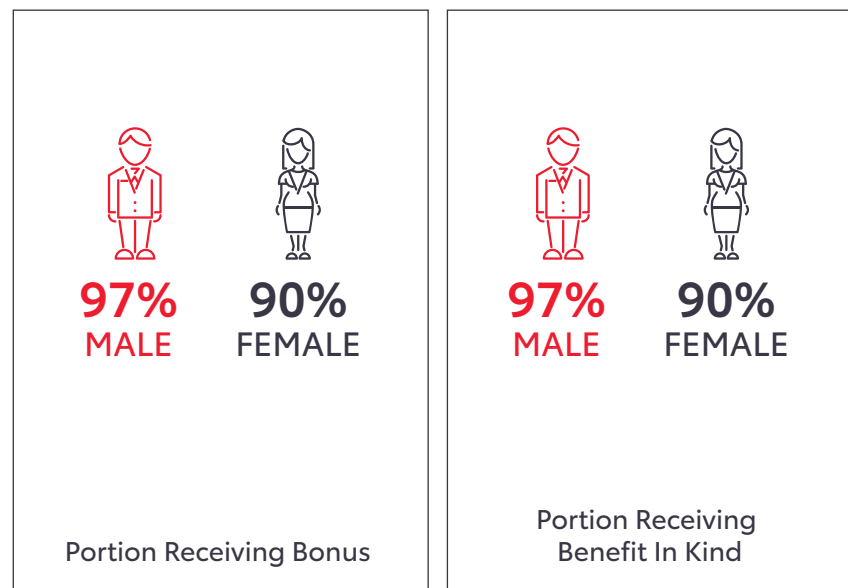 97%
MALE
90%
FEMALE
Portion Receiving Bonus
97%
MALE
90%
FEMALE
Portion Receiving
Benefit In Kind